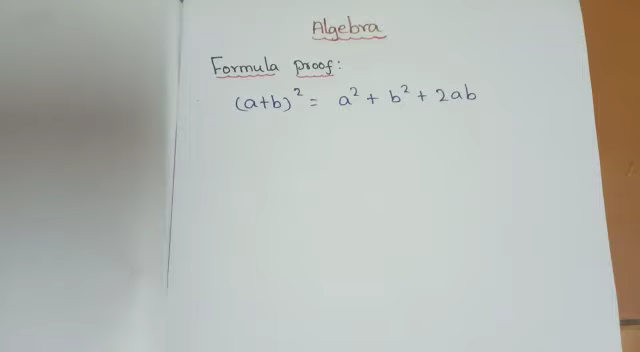 Algebra
Formula proof:
(a+b)² = a² + b² + 2ab